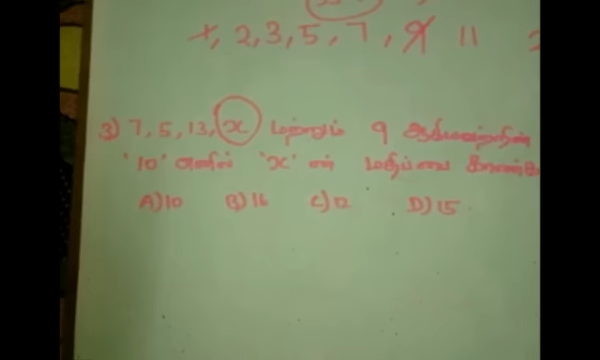 1, 2, 3, 5, 7, 9 11
3) 7, 5, 13, x மற்றும் 9 ஆகியவற்றின்
'10' எனில் 'x' ன் மதிப்பை காண்க
A) 10 B) 16 C) 12 D) 15